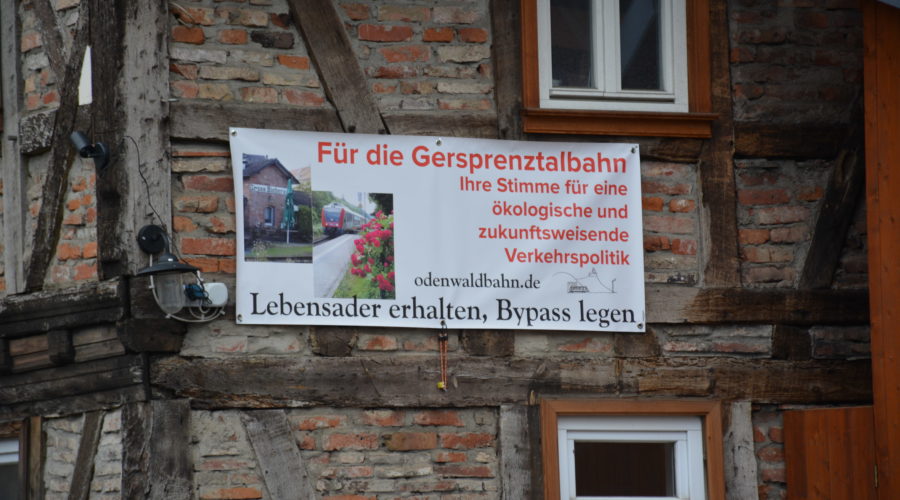 Für die Gersprenztalbahn
Ihre Stimme für eine
ökologische und
zukunftsweisende
Verkehrspolitik
odenwaldbahn.de
Lebensader erhalten, Bypass legen